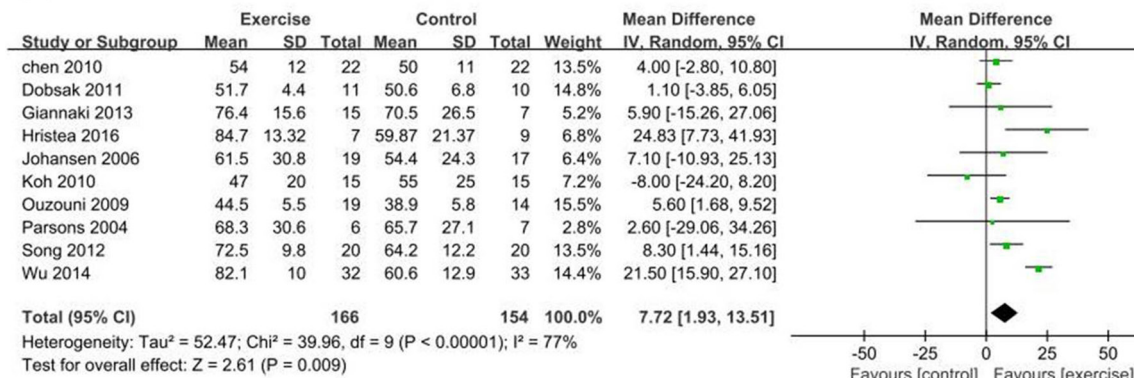 Exercise Control Mean Difference Mean Difference
Study or Subgroup Mean SD Total Mean SD Total Weight IV, Random, 95% CI IV, Random, 95% CI
chen 2010 54 12 22 50 11 22 13.5% 4.00 [-2.80, 10.80]
Dobsak 2011 51.7 4.4 11 50.6 6.8 10 14.8% 1.10 [-3.85, 6.05]
Giannaki 2013 76.4 15.6 15 70.5 26.5 7 5.2% 5.90 [-15.26, 27.06]
Hristea 2016 84.7 13.32 7 59.87 21.37 9 6.8% 24.83 [7.73, 41.93]
Johansen 2006 61.5 30.8 19 54.4 24.3 17 6.4% 7.10 [-10.93, 25.13]
Koh 2010 47 20 15 55 25 15 7.2% -8.00 [-24.20, 8.20]
Ouzouni 2009 44.5 5.5 19 38.9 5.8 14 15.5% 5.60 [1.68, 9.52]
Parsons 2004 68.3 30.6 6 65.7 27.1 7 2.8% 2.60 [-29.06, 34.26]
Song 2012 72.5 9.8 20 64.2 12.2 20 13.5% 8.30 [1.44, 15.16]
Wu 2014 82.1 10 32 60.6 12.9 33 14.4% 21.50 [15.90, 27.10]
Total (95% CI) 166 154 100.0% 7.72 [1.93, 13.51]
Heterogeneity: Tau² = 52.47; Chi² = 39.96, df = 9 (P < 0.00001); I² = 77%
Test for overall effect: Z = 2.61 (P = 0.009)
-50 -25 0 25 50
Favours [control] Favours [exercise]